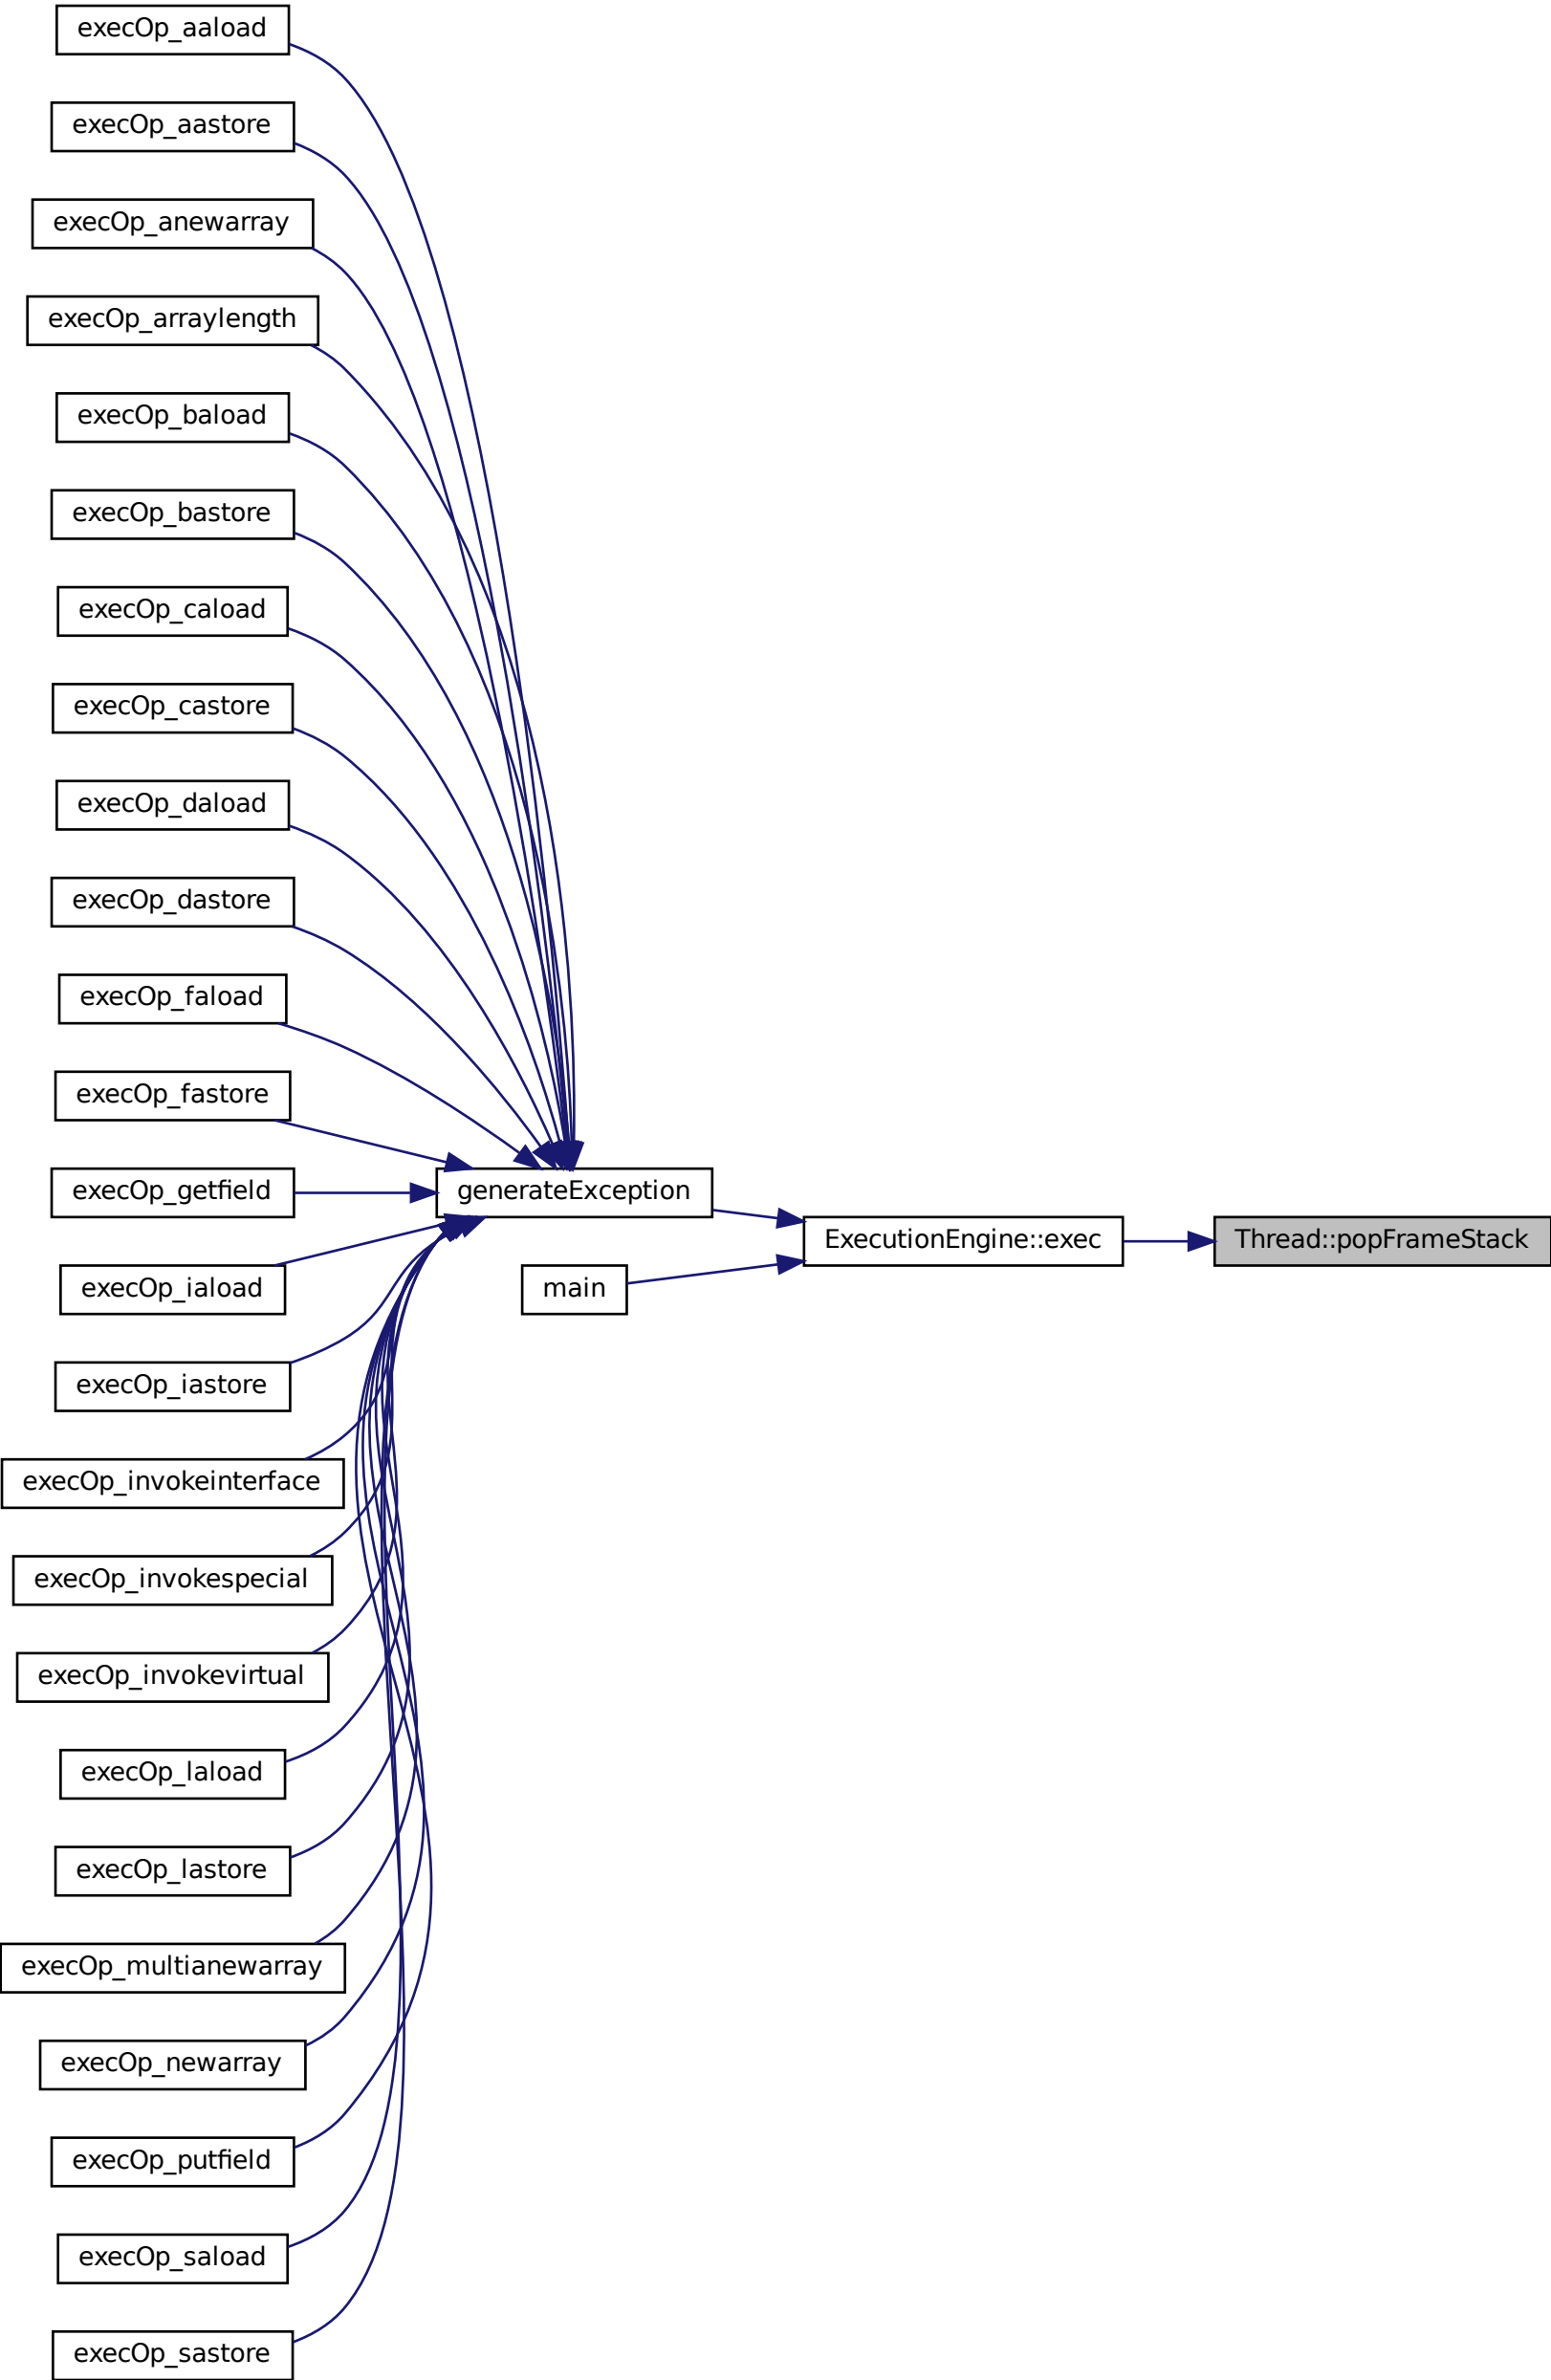 execOp_aaload
execOp_aastore
execOp_anewarray
execOp_arraylength
execOp_baload
execOp_bastore
execOp_caload
execOp_castore
execOp_daload
execOp_dastore
execOp_faload
execOp_fastore
execOp_getfield
generateException
ExecutionEngine::exec
Thread::popFrameStack
main
execOp_iaload
execOp_iastore
execOp_invokeinterface
execOp_invokespecial
execOp_invokevirtual
execOp_laload
execOp_lastore
execOp_multianewarray
execOp_newarray
execOp_putfield
execOp_saload
execOp_sastore